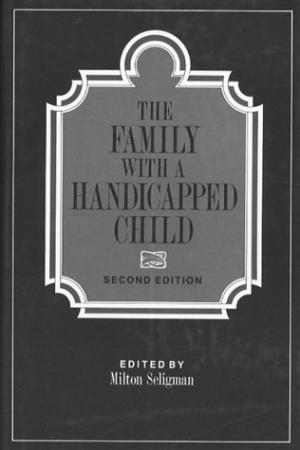 THE
FAMILY
WITH A
HANDICAPPED
CHILD
SECOND EDITION
EDITED BY
Milton Seligman